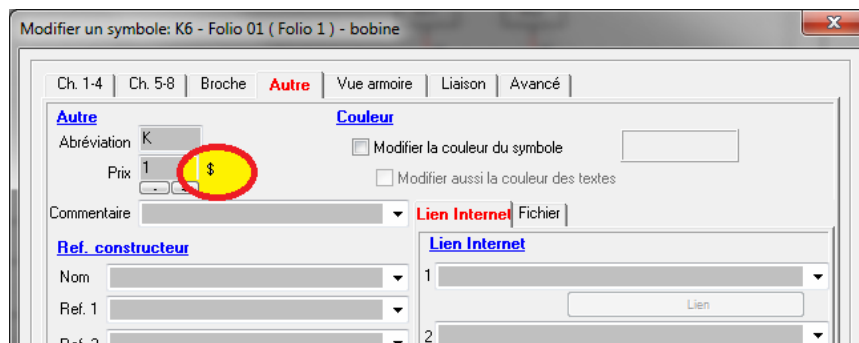 Modifier un symbole: K6 - Folio 01 ( Folio 1 ) - bobine
x
Ch. 1-4 Ch. 5-8 Broche Autre Vue armoire Liaison Avancé
Autre Couleur
Abréviation K Modifier la couleur du symbole
Prix 1 $
- Modifier aussi la couleur des textes
Commentaire Lien Internet Fichier
Ref. constructeur Lien Internet
Nom 1
Ref. 1 Lien
Ref. 2 2